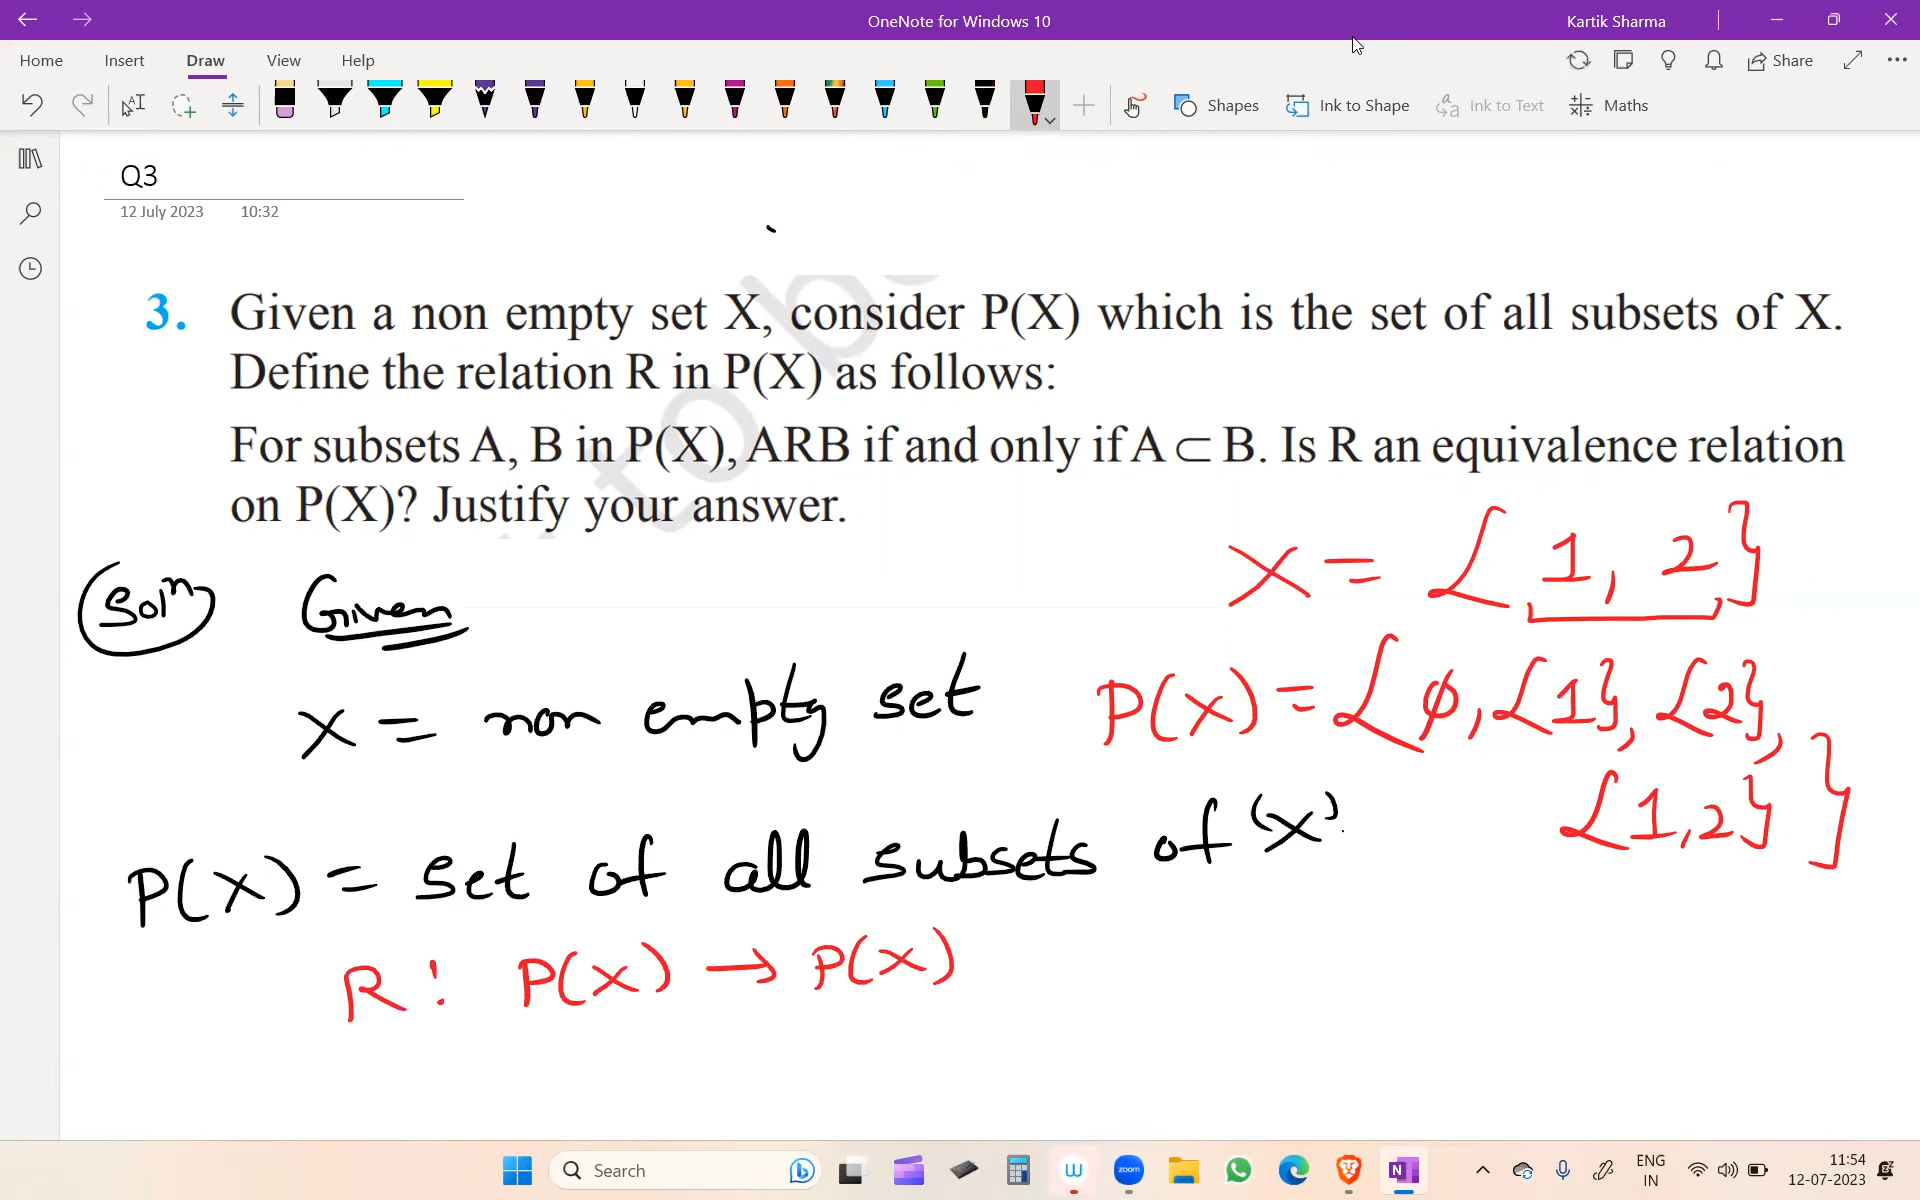 OneNote for Windows 10
Kartik Sharma
Home Insert Draw View Help
Share
Shapes Ink to Shape Ink to Text Maths
Q3
12 July 2023 10:32
3. Given a non empty set X, consider P(X) which is the set of all subsets of X.
Define the relation R in P(X) as follows:
For subsets A, B in P(X), ARB if and only if A ⊂ B. Is R an equivalence relation
on P(X)? Justify your answer.
X = {1, 2}
Soln Given
X = non empty set
P(X) = {φ, {1}, {2},
{1,2}}
P(X) = set of all subsets of (X).
R: P(X) → P(X)
Search
ENG
IN
11:54
12-07-2023